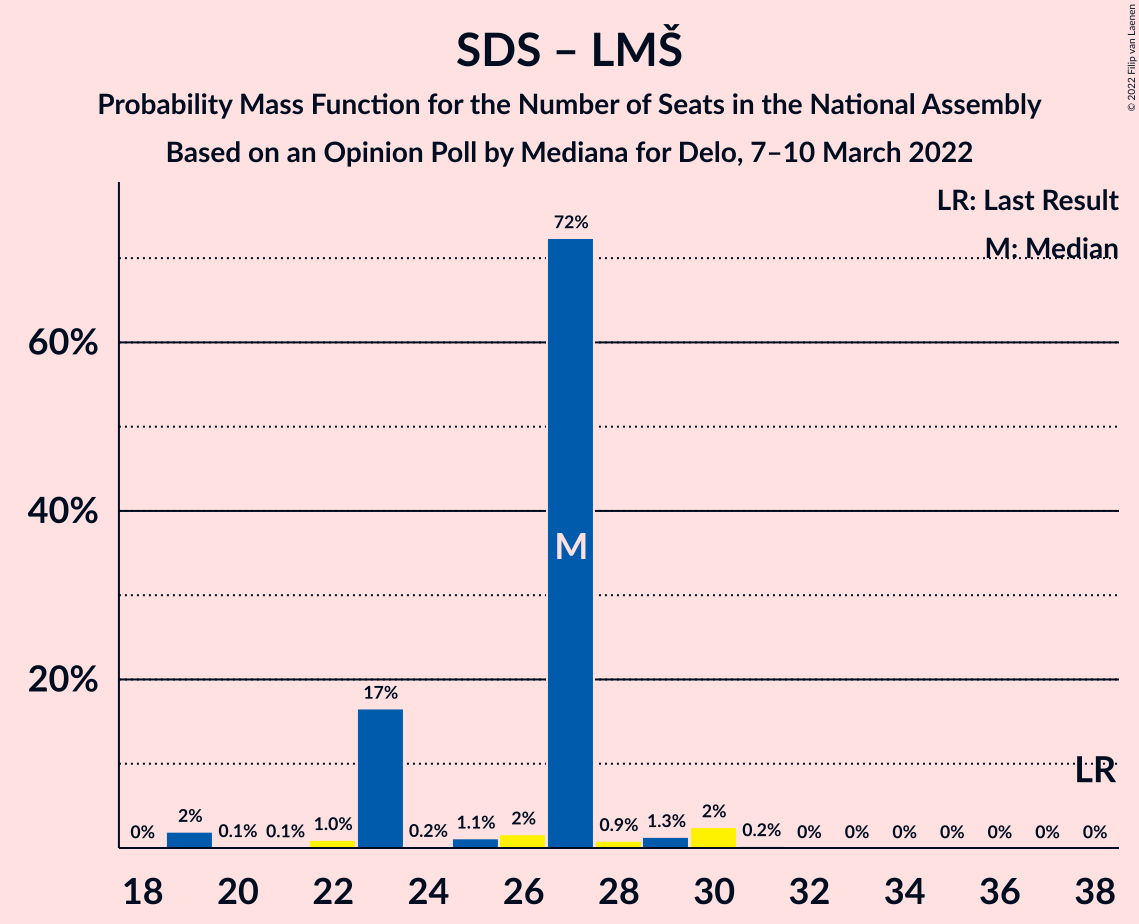 SDS – LMŠ
Probability Mass Function for the Number of Seats in the National Assembly
Based on an Opinion Poll by Mediana for Delo, 7–10 March 2022
© 2022 Filip van Laenen
LR: Last Result
M: Median
60%
40%
20%
72%
M
17%
LR
0%
2%
0.1%
0.1%
1.0%
0.2%
1.1%
2%
0.9%
1.3%
2%
0.2%
0%
0%
0%
0%
0%
0%
0%
18 20 22 24 26 28 30 32 34 36 38